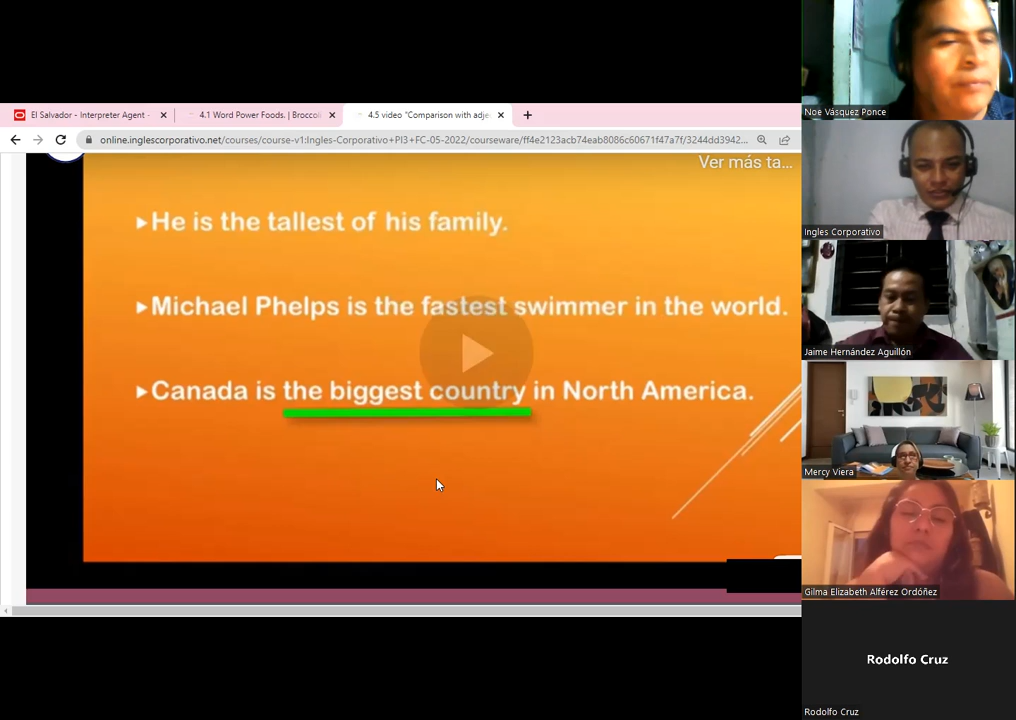 El Salvador - Interpreter Agent -
4.1 Word Power Foods. | Broccol
4.5 video "Comparison with adje
online.inglescorporativo.net/courses/course-v1:Ingles-Corporativo+PI3+FC-05-2022/courseware/ff4e2123acb74eab8086c60671f47a7f/3244dd3942...
Ver más ta...
►He is the tallest of his family.
►Michael Phelps is the fastest swimmer in the world.
►Canada is the biggest country in North America.
Noe Vásquez Ponce
Ingles Corporativo
Jaime Hernández Aguillón
Mercy Viera
Gilma Elizabeth Alférez Ordóñez
Rodolfo Cruz
Rodolfo Cruz